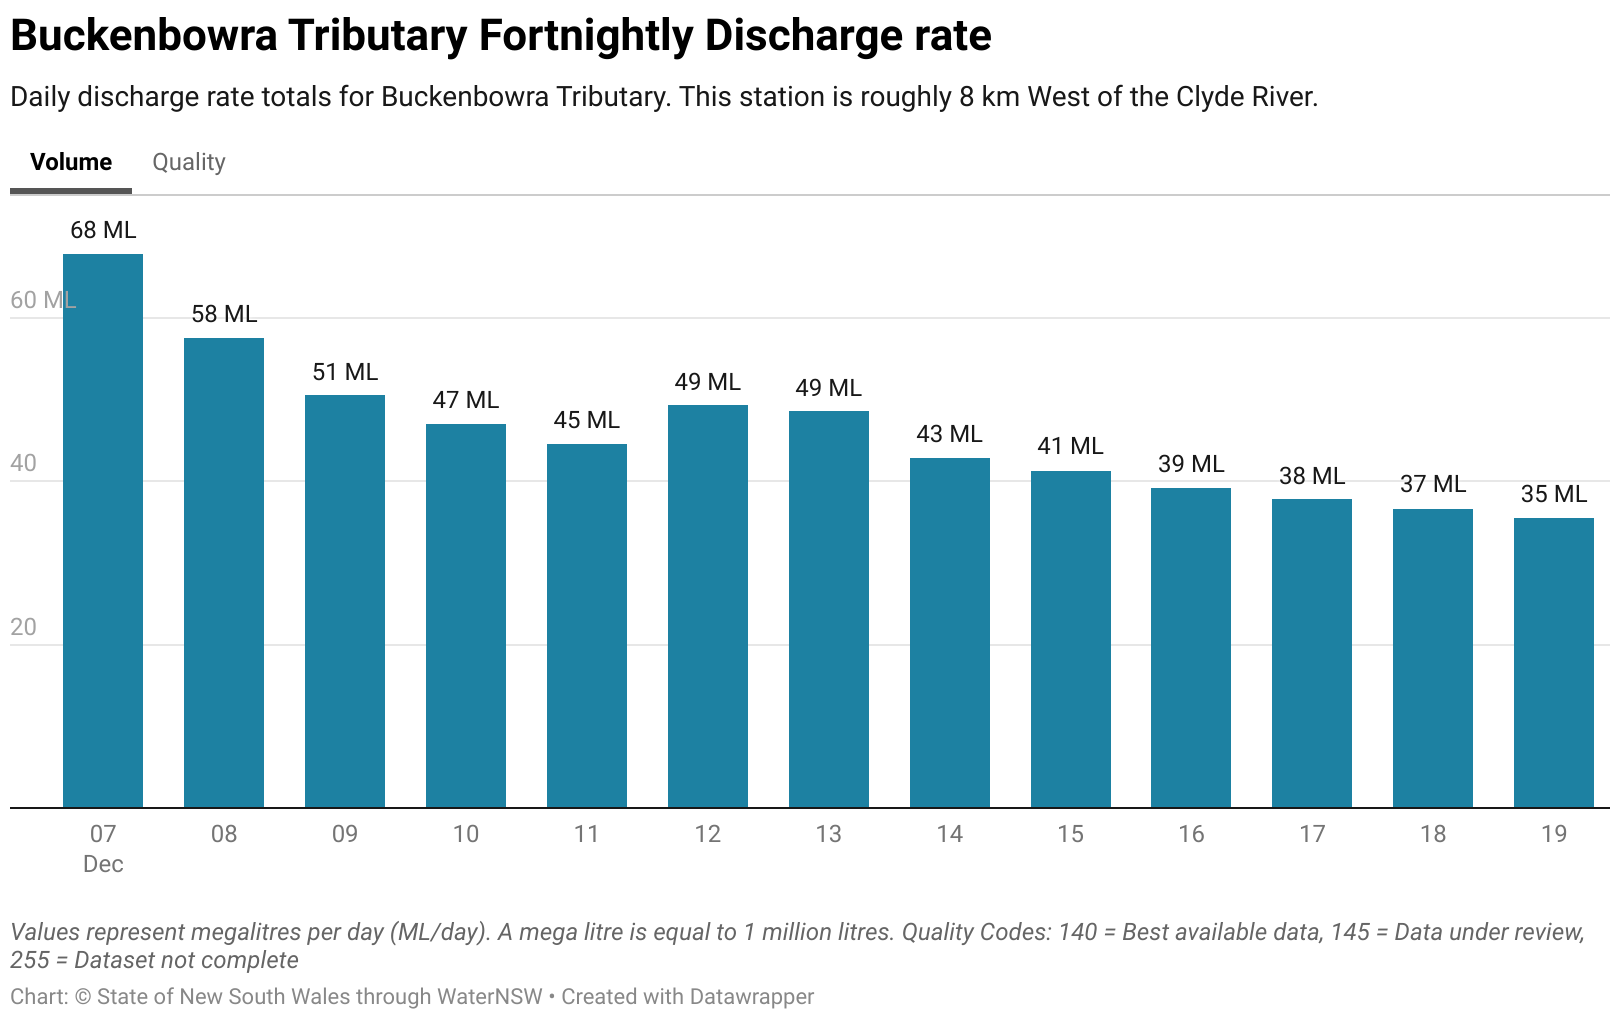 Buckenbowra Tributary Fortnightly Discharge rate
Daily discharge rate totals for Buckenbowra Tributary. This station is roughly 8 km West of the Clyde River.
Volume Quality
68 ML
60 ML
58 ML
51 ML
47 ML
45 ML
49 ML
49 ML
43 ML
41 ML
39 ML
38 ML
37 ML
35 ML
40
20
07 08 09 10 11 12 13 14 15 16 17 18 19
Dec
Values represent megalitres per day (ML/day). A mega litre is equal to 1 million litres. Quality Codes: 140 = Best available data, 145 = Data under review,
255 = Dataset not complete
Chart: © State of New South Wales through WaterNSW • Created with Datawrapper